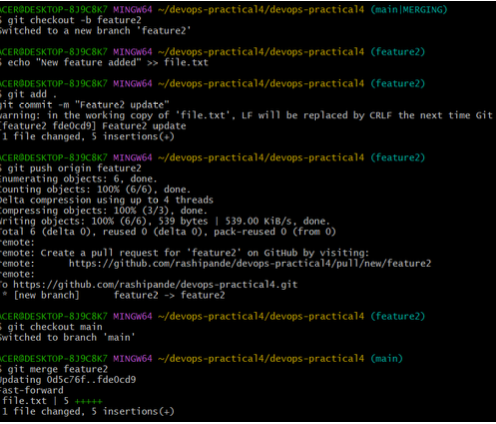 ACER@DESKTOP-8J9C8K7 MINGW64 ~/devops-practical4/devops-practical4 (main|MERGING)
$ git checkout -b feature2
Switched to a new branch 'feature2'
ACER@DESKTOP-8J9C8K7 MINGW64 ~/devops-practical4/devops-practical4 (feature2)
$ echo "New feature added" >> file.txt
ACER@DESKTOP-8J9C8K7 MINGW64 ~/devops-practical4/devops-practical4 (feature2)
$ git add .
git commit -m "Feature2 update"
warning: in the working copy of 'file.txt', LF will be replaced by CRLF the next time Git
[feature2 fde0cd9] Feature2 update
1 file changed, 5 insertions(+)
ACER@DESKTOP-8J9C8K7 MINGW64 ~/devops-practical4/devops-practical4 (feature2)
$ git push origin feature2
Enumerating objects: 6, done.
Counting objects: 100% (6/6), done.
Delta compression using up to 4 threads
Compressing objects: 100% (3/3), done.
Writing objects: 100% (6/6), 539 bytes | 539.00 KiB/s, done.
Total 6 (delta 0), reused 0 (delta 0), pack-reused 0 (from 0)
remote:
remote: Create a pull request for 'feature2' on GitHub by visiting:
remote: https://github.com/rashipande/devops-practical4/pull/new/feature2
remote:
To https://github.com/rashipande/devops-practical4.git
* [new branch] feature2 -> feature2
ACER@DESKTOP-8J9C8K7 MINGW64 ~/devops-practical4/devops-practical4 (feature2)
$ git checkout main
Switched to branch 'main'
ACER@DESKTOP-8J9C8K7 MINGW64 ~/devops-practical4/devops-practical4 (main)
$ git merge feature2
Updating 0d5c76f..fde0cd9
Fast-forward
file.txt | 5 +++++
1 file changed, 5 insertions(+)